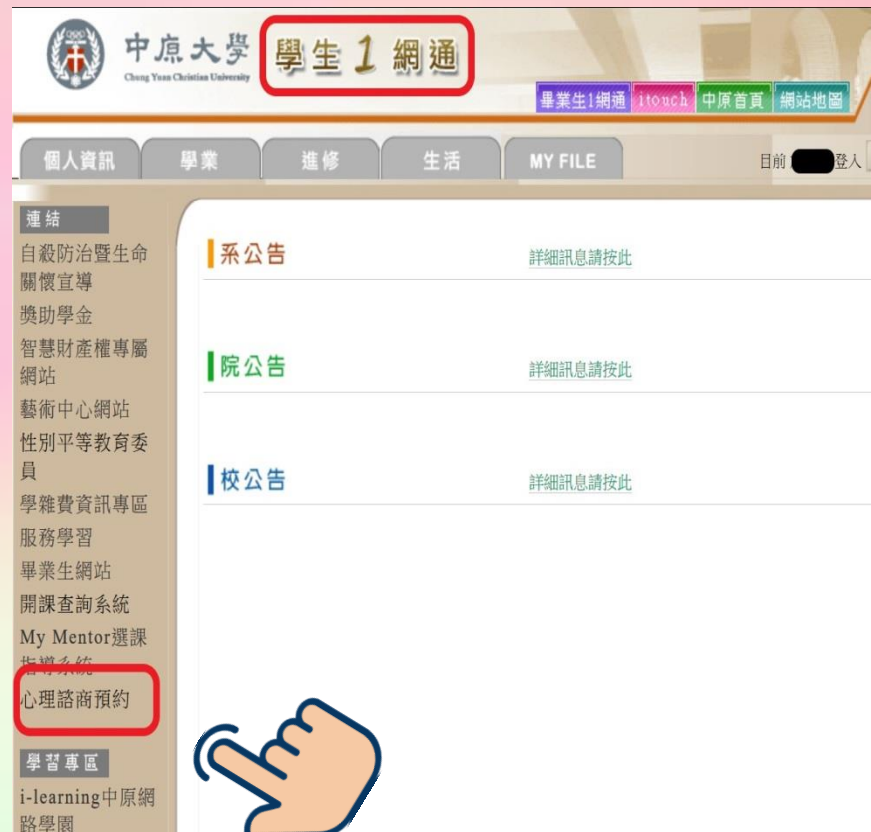 中原大學
Chung Yuan Christian University
學生1網通
畢業生1網通 itouch 中原首頁 網站地圖
個人資訊 學業 進修 生活 MY FILE 目前 登入
連結
自殺防治暨生命
關懷宣導
獎助學金
智慧財產權專屬
網站
藝術中心網站
性別平等教育委
員
學雜費資訊專區
服務學習
畢業生網站
開課查詢系統
My Mentor選課
指導系統
心理諮商預約
學習專區
i-learning中原網
路學園
系公告 詳細訊息請按此
院公告 詳細訊息請按此
校公告 詳細訊息請按此